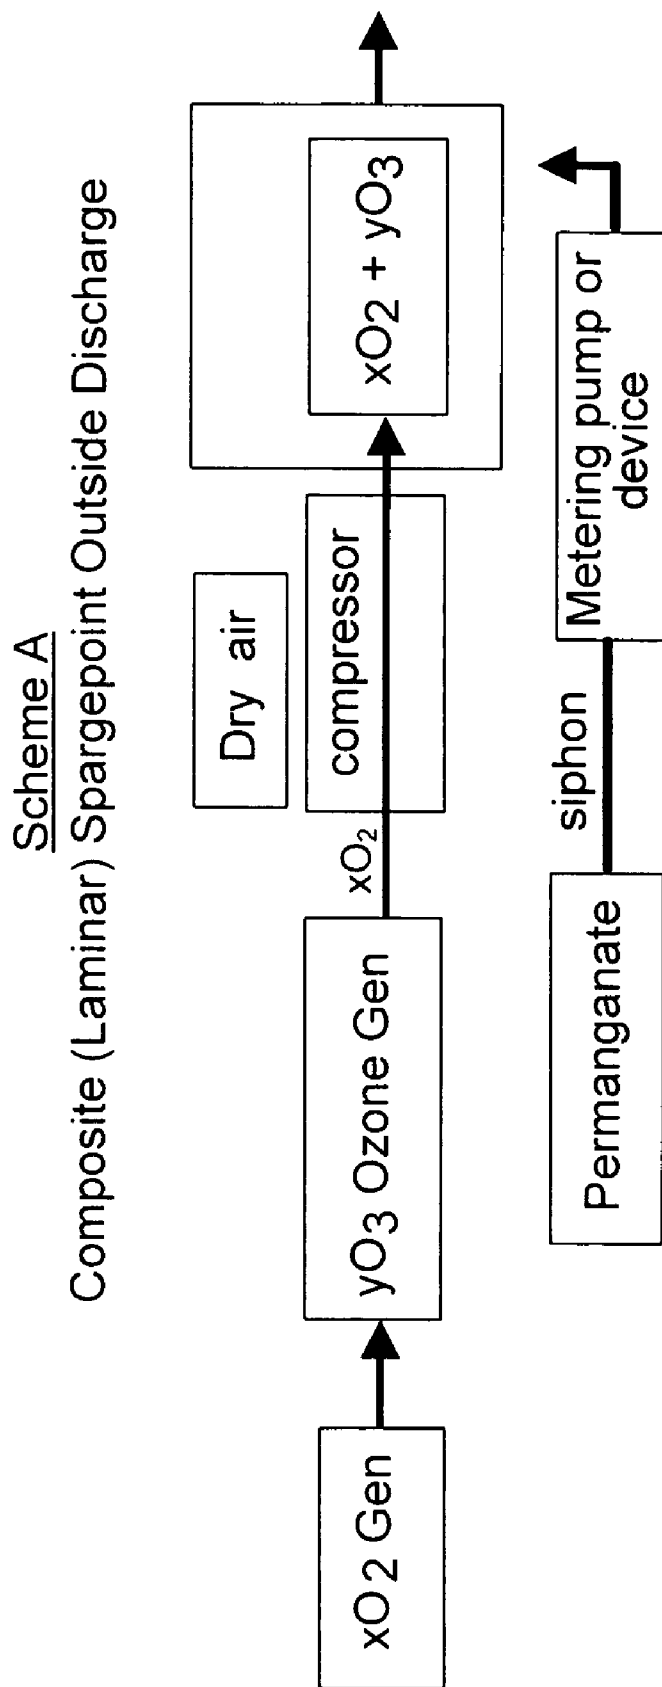 Scheme A
Composite (Laminar) Spargepoint Outside Discharge
xO2 Gen
yO3 Ozone Gen
xO2
Dry air
compressor
xO2 + yO3
Permanganate
siphon
Metering pump or
device